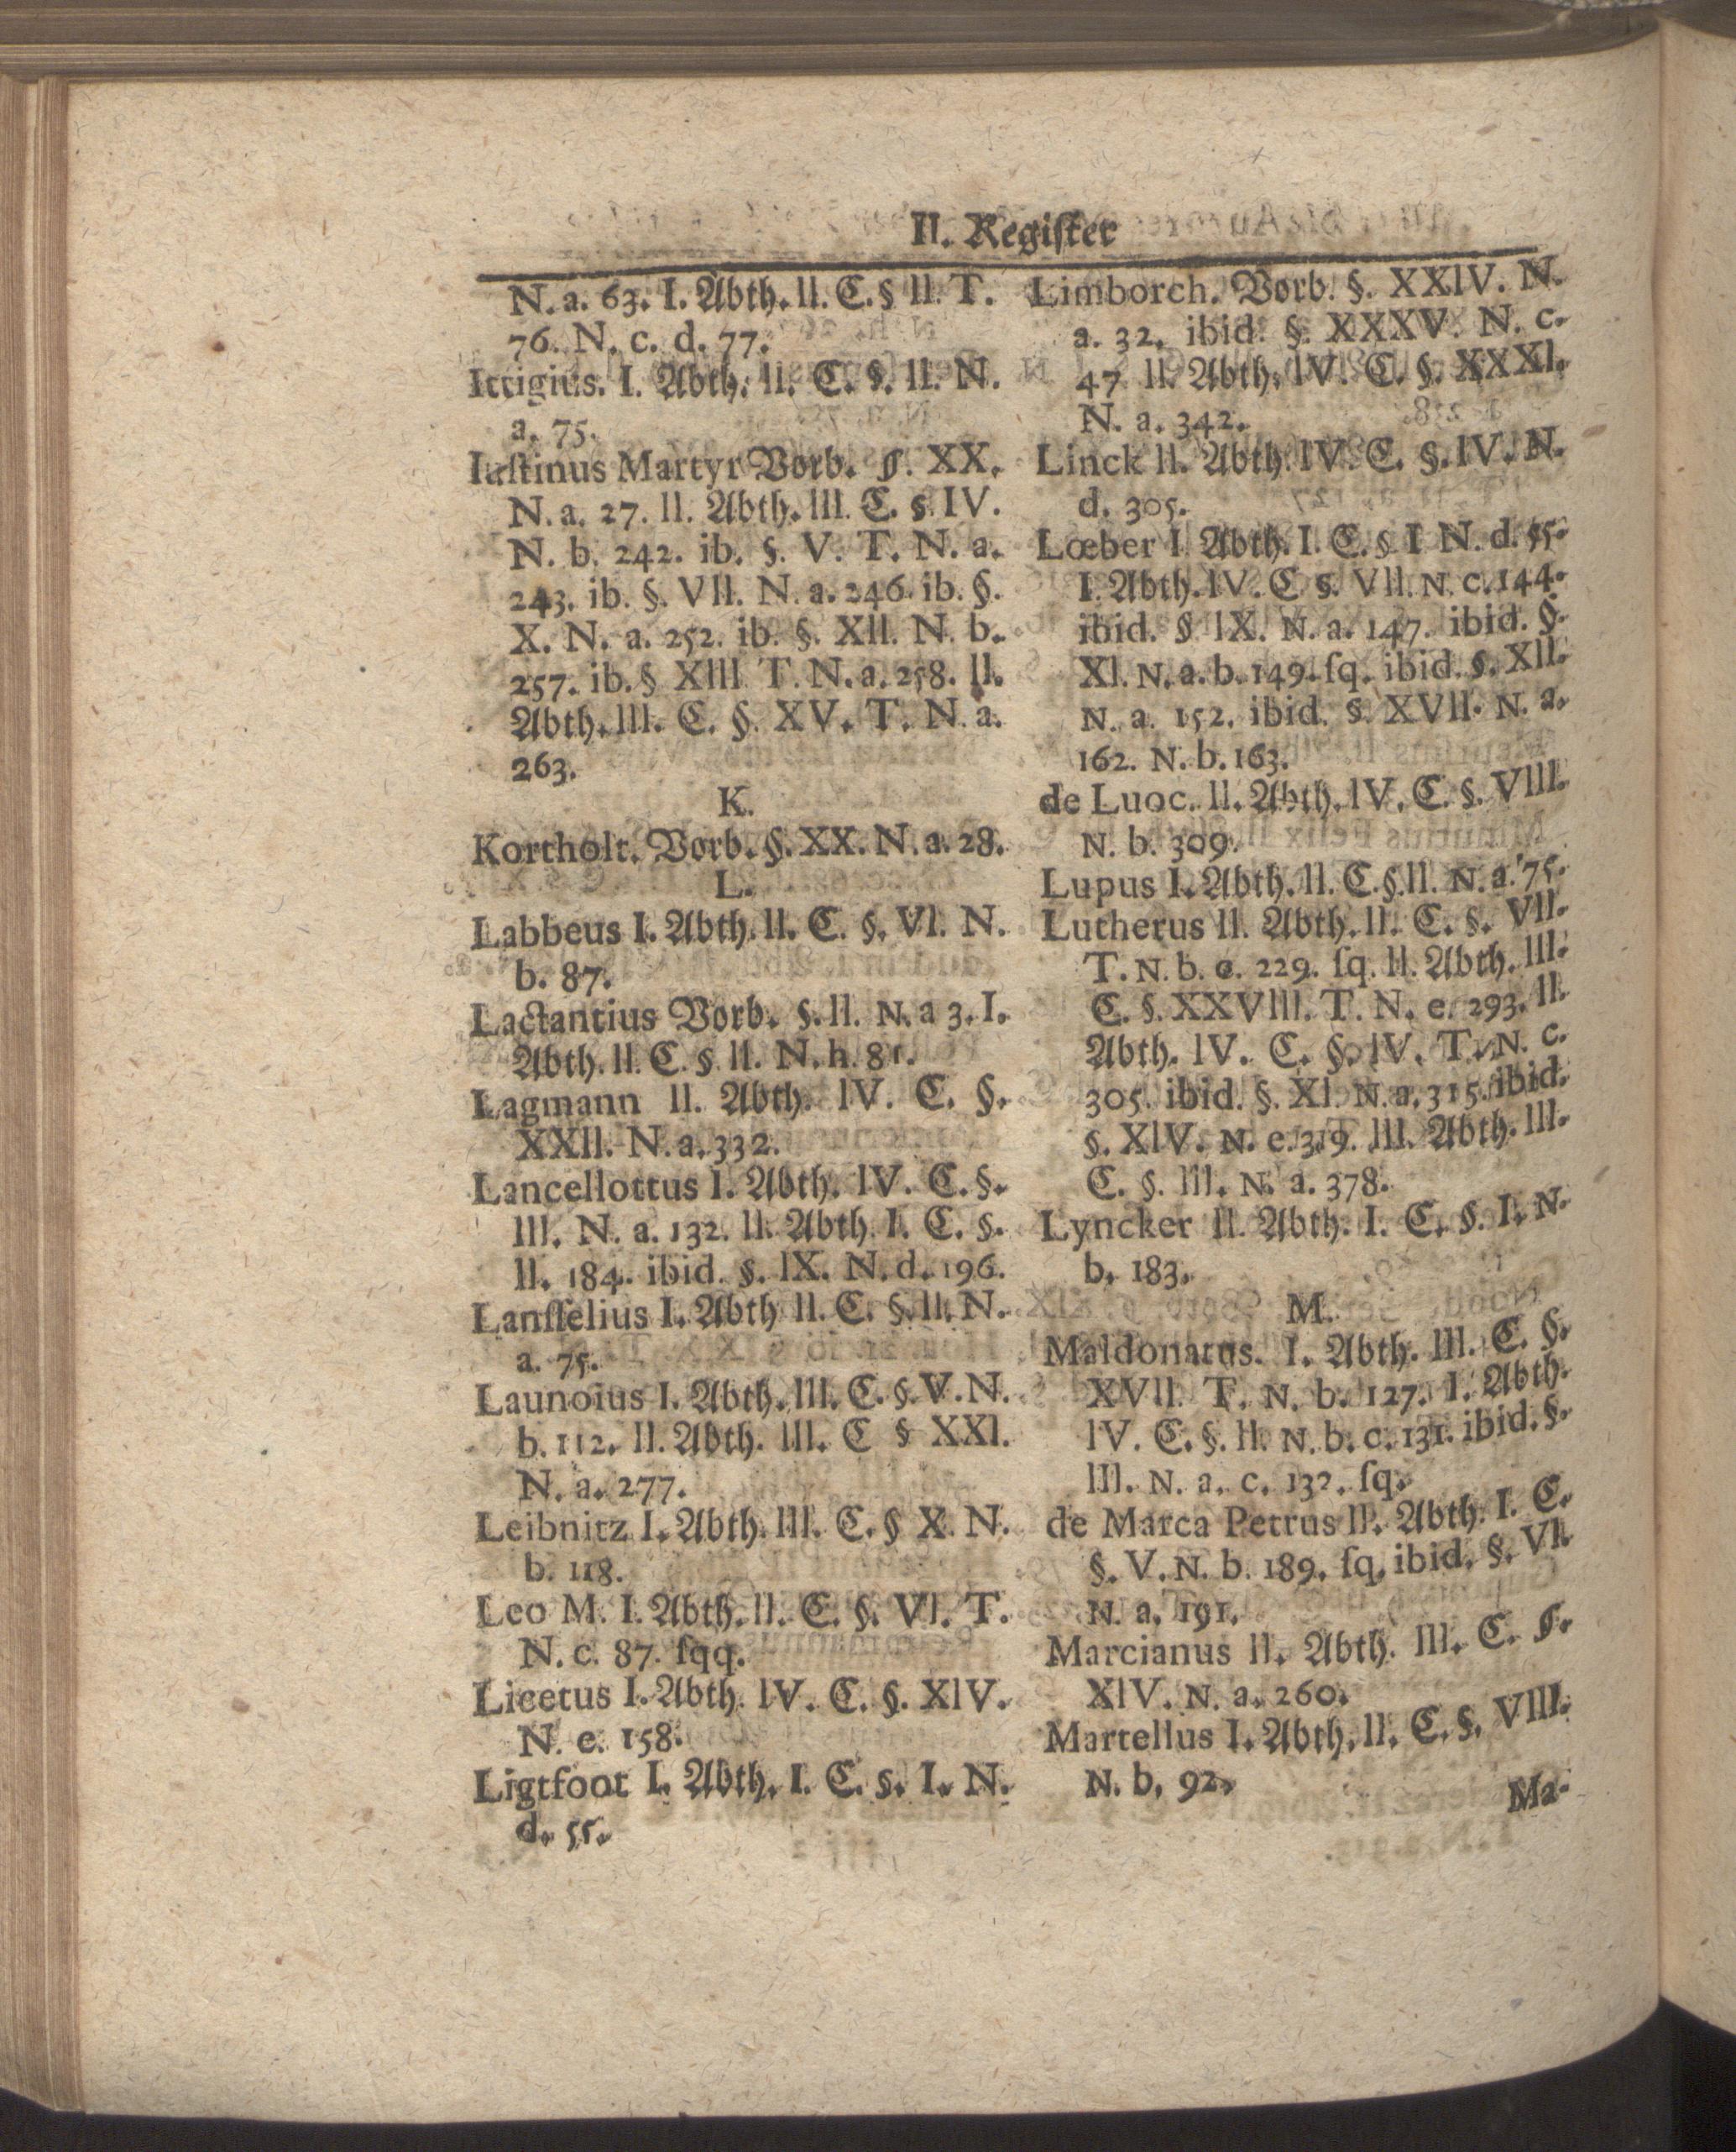 II. Regiſter
N. a. 63. I. Abth. II. C. § II. T.
76. N. c. d. 77.
Ittigius. I. Abth. II. C. §. II. N.
a. 75.
Iuſtinus Martyr Vorb. §. XX.
N. a. 27. II. Abth. III. C. §. IV.
N. b. 242. ib. §. V. T. N. a.
243. ib. §. VII. N. a. 246. ib. §.
X. N. a. 252. ib. §. XII. N. b.
257. ib. § XIII T. N. a. 258. II.
Abth. III. C. §. XV. T. N. a.
263.
K.
Kortholt. Vorb. §. XX. N. a. 28.
L.
Labbeus I. Abth. II. C. §. VI. N.
b. 87.
Lactantius Vorb. §. II. N. a 3. I.
Abth. II. C. §. II. N. h. 81.
Lagmann II. Abth. IV. C. §.
XXII. N. a. 332.
Lancellottus I. Abth. IV. C. §.
III. N. a. 132. II. Abth. I. C. §.
II. 184. ibid. §. IX. N. d. 196.
Lanſſelius I. Abth II. C. §. II. N.
a. 75.
Launoius I. Abth. III. C. §. V. N.
b. 112. II. Abth. III. C § XXI.
N. a. 277.
Leibnitz I. Abth. III. C. § X. N.
b. 118.
Leo M. I. Abth. II. C. §. VI. T.
N. c. 87. ſqq.
Licetus I. Abth. IV. C. §. XIV.
N. e. 158.
Ligtfoot I. Abth. I. C. §. I. N.
d. 55.
Limborch. Vorb. §. XXIV. N.
a. 32. ibid. §. XXXV. N. c.
47 II. Abth. IV. C. §. XXXI.
N. a. 342.
Linck II. Abth. IV. C. §. IV. N.
d. 305.
Lœber I. Abth. I. C. § I N. d. 55.
I. Abth. IV. C §. VII. N. c. 144.
ibid. § IX. N. a. 147. ibid. §.
XI. N. a. b. 149. ſq. ibid. §. XII.
N. a. 152. ibid. §. XVII. N. a.
162. N. b. 163.
de Luoc. II. Abth. IV. C. §. VIII.
N. b. 309.
Lupus I. Abth. II. C. §. II. N. a. 75.
Lutherus II. Abth. II. C. §. VII.
T. N. b. c. 229. ſq. II. Abth. III.
C. §. XXVIII. T. N. e. 293. II.
Abth. IV. C. §. IV. T. N. c.
305. ibid. §. XI. N. a. 315. ibid.
§. XIV. N. e. 319. III. Abth. III.
C. §. III. N. a. 378.
Lyncker II. Abth. I. C. §. I. N.
b. 183.
M.
Maldonatus. I. Abth. III. C. §.
XVII. T. N. b. 127. I. Abth.
IV. C. §. II. N. b. c. 131. ibid. §.
III. N. a. c. 132. ſq.
de Marca Petrus II. Abth. I. C.
§. V. N. b. 189. ſq. ibid. §. VI.
N. a. 191.
Marcianus II. Abth. III. C. §.
XIV. N. a. 260.
Martellus I. Abth. II. C. §. VIII.
N. b. 92.
Ma-